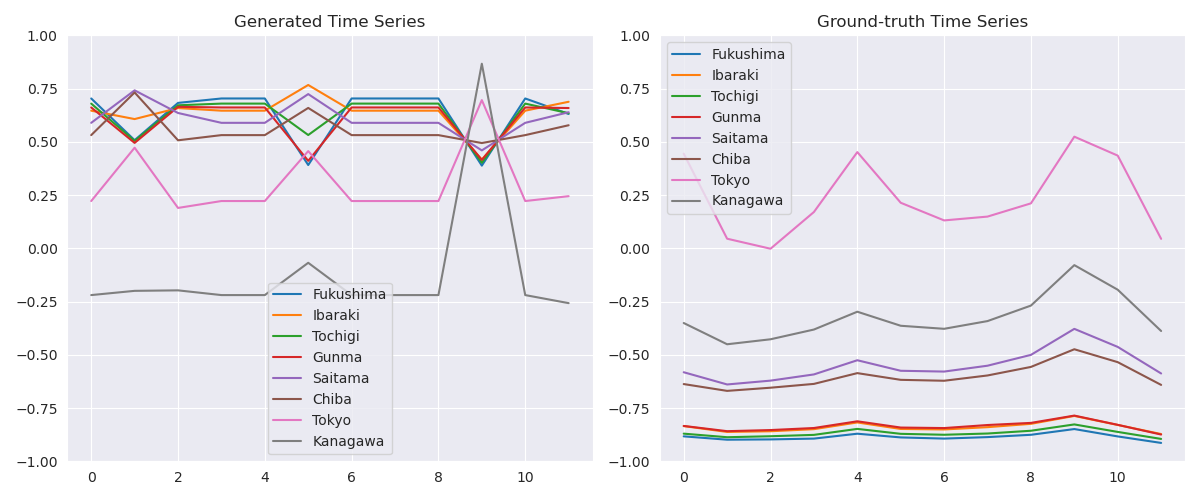 Generated Time Series
1.00
0.75
0.50
0.25
0.00
−0.25
−0.50
−0.75
−1.00
0 2 4 6 8 10
Fukushima
Ibaraki
Tochigi
Gunma
Saitama
Chiba
Tokyo
Kanagawa
Ground-truth Time Series
1.00
0.75
0.50
0.25
0.00
−0.25
−0.50
−0.75
−1.00
0 2 4 6 8 10
Fukushima
Ibaraki
Tochigi
Gunma
Saitama
Chiba
Tokyo
Kanagawa